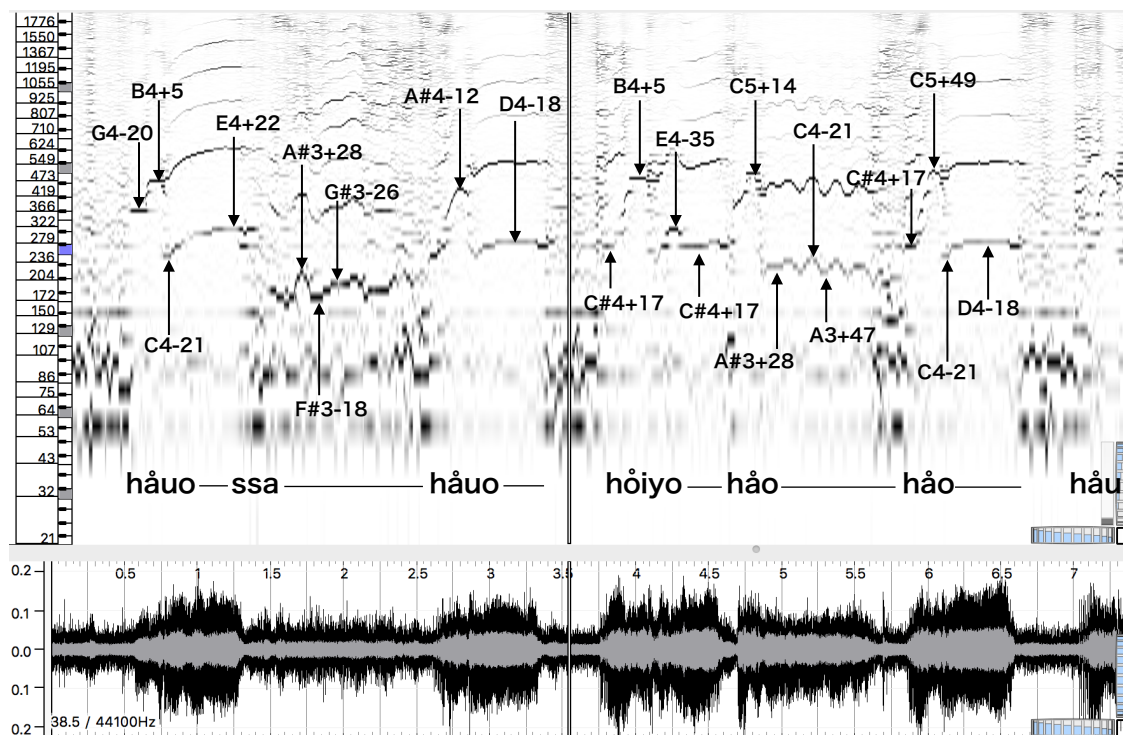 1776
1550
1367
1195
1055
925
807
710
624
549
473
419
366
322
279
236
204
172
150
129
107
86
75
64
53
43
32
21
G4-20
B4+5
E4+22
A#3+28
G#3-26
A#4-12
D4-18
C4-21
F#3-18
B4+5
E4-35
C5+14
C4-21
C#4+17
C5+49
C#4+17
C#4+17
A#3+28
A3+47
C4-21
D4-18
håuo
ssa
håuo
ho̊iyo
håo
håo
håu
0.2
0.1
0.0
0.1
0.2
0.5 1 1.5 2 2.5 3 3.5 4 4.5 5 5.5 6 6.5 7
38.5 / 44100Hz